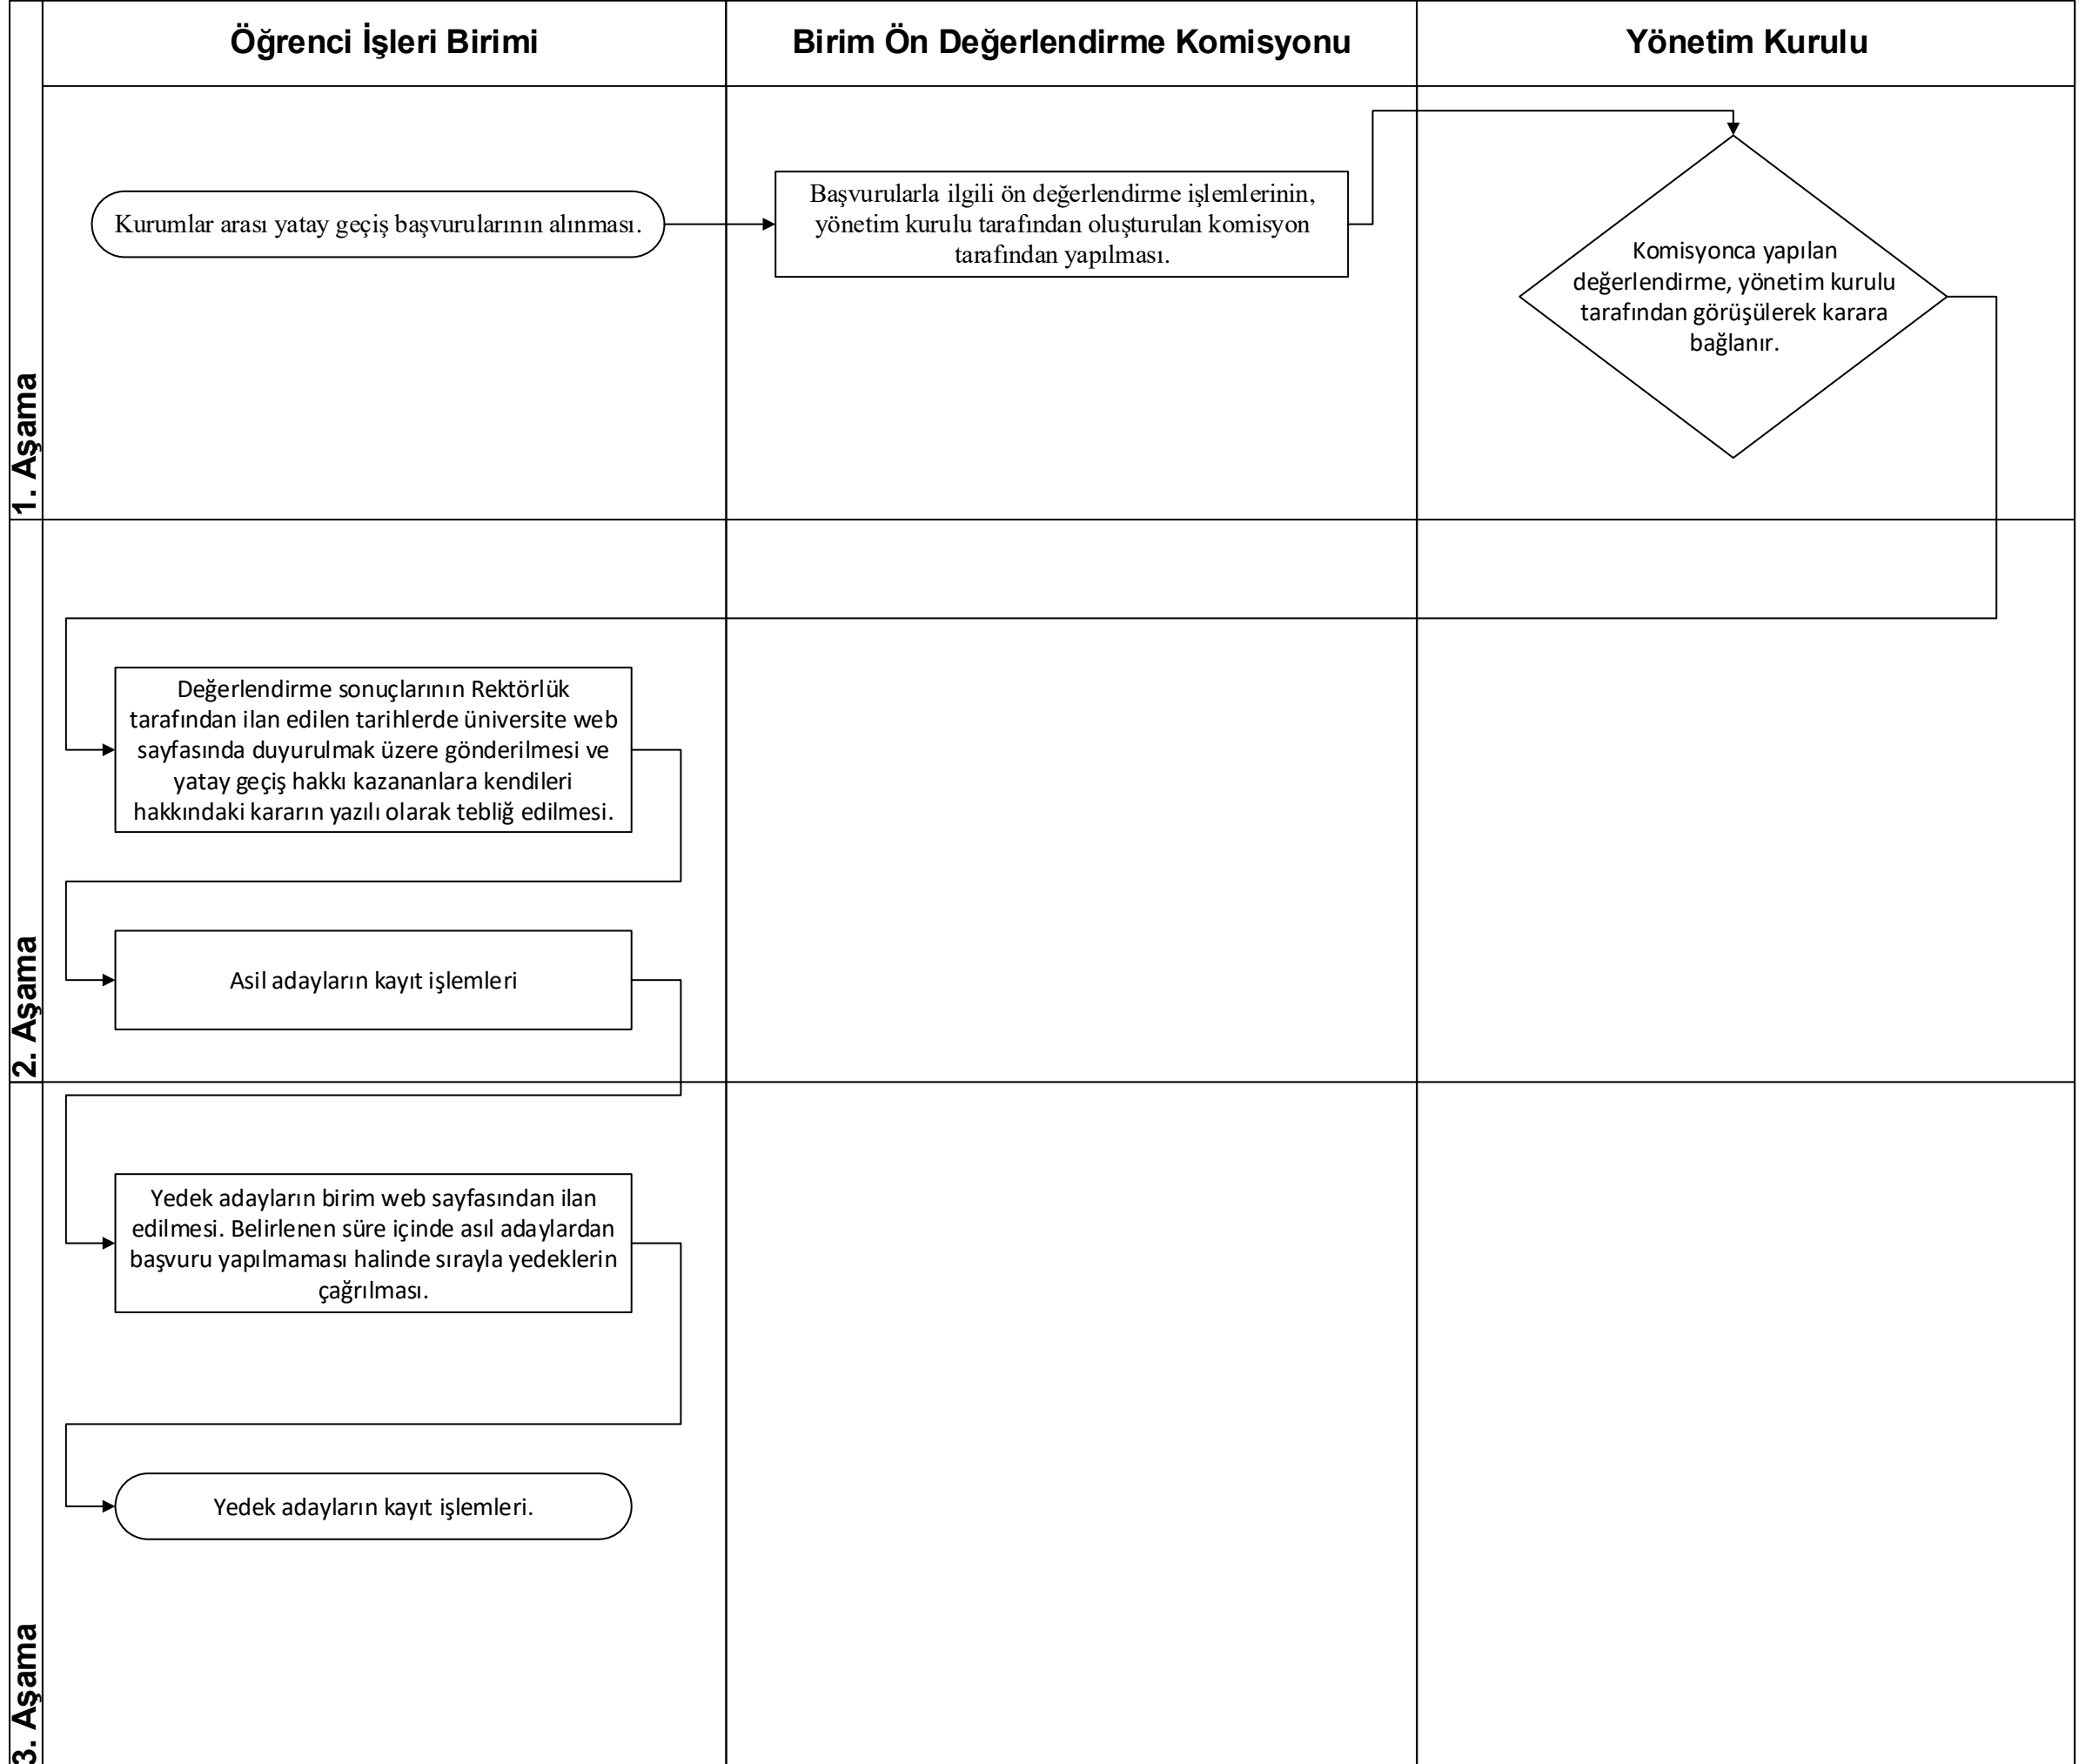 Öğrenci İşleri Birimi
Birim Ön Değerlendirme Komisyonu
Yönetim Kurulu
1. Aşama
Kurumlar arası yatay geçiş başvurularının alınması.
Başvurularla ilgili ön değerlendirme işlemlerinin,
yönetim kurulu tarafından oluşturulan komisyon
tarafından yapılması.
Komisyonca yapılan
değerlendirme, yönetim kurulu
tarafından görüşülerek karara
bağlanır.
2. Aşama
Değerlendirme sonuçlarının Rektörlük
tarafından ilan edilen tarihlerde üniversite web
sayfasında duyurulmak üzere gönderilmesi ve
yatay geçiş hakkı kazananlara kendileri
hakkındaki kararın yazılı olarak tebliğ edilmesi.
Asil adayların kayıt işlemleri
3. Aşama
Yedek adayların birim web sayfasından ilan
edilmesi. Belirlenen süre içinde asıl adaylardan
başvuru yapılmaması halinde sırayla yedeklerin
çağrılması.
Yedek adayların kayıt işlemleri.